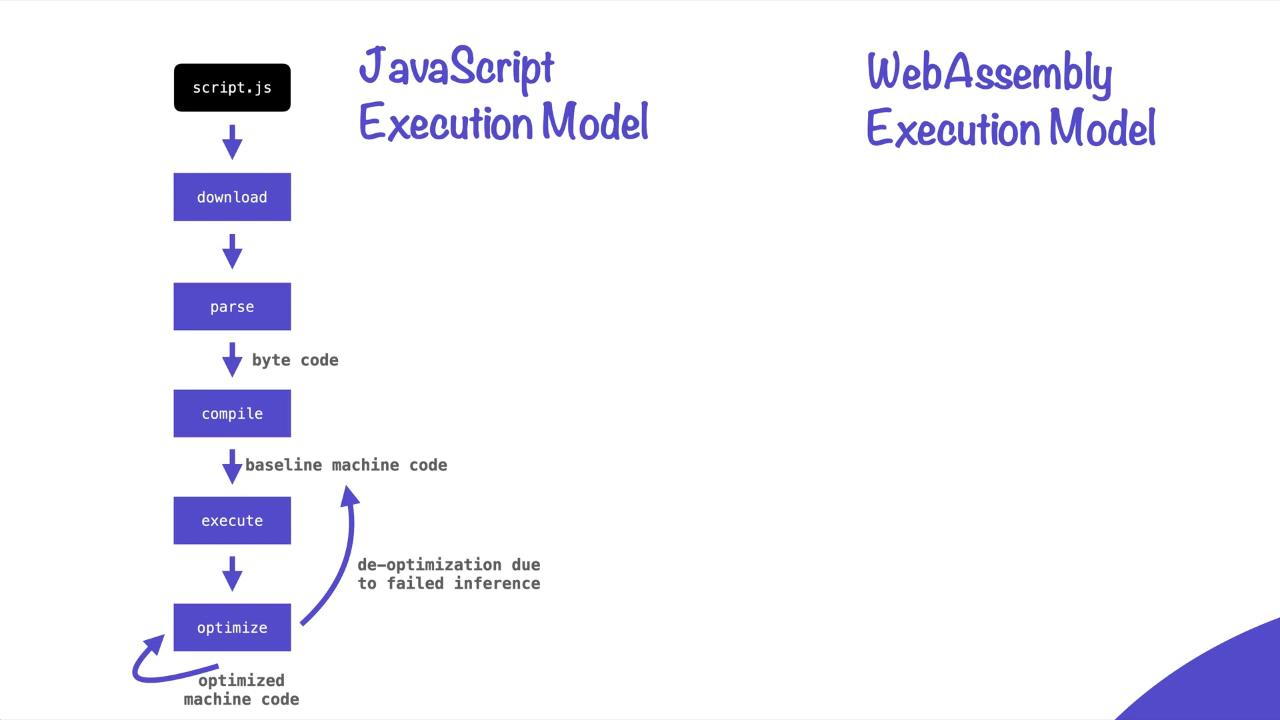 JavaScript
Execution Model
WebAssembly
Execution Model
script.js
download
parse
byte code
compile
baseline machine code
execute
de-optimization due
to failed inference
optimize
optimized
machine code